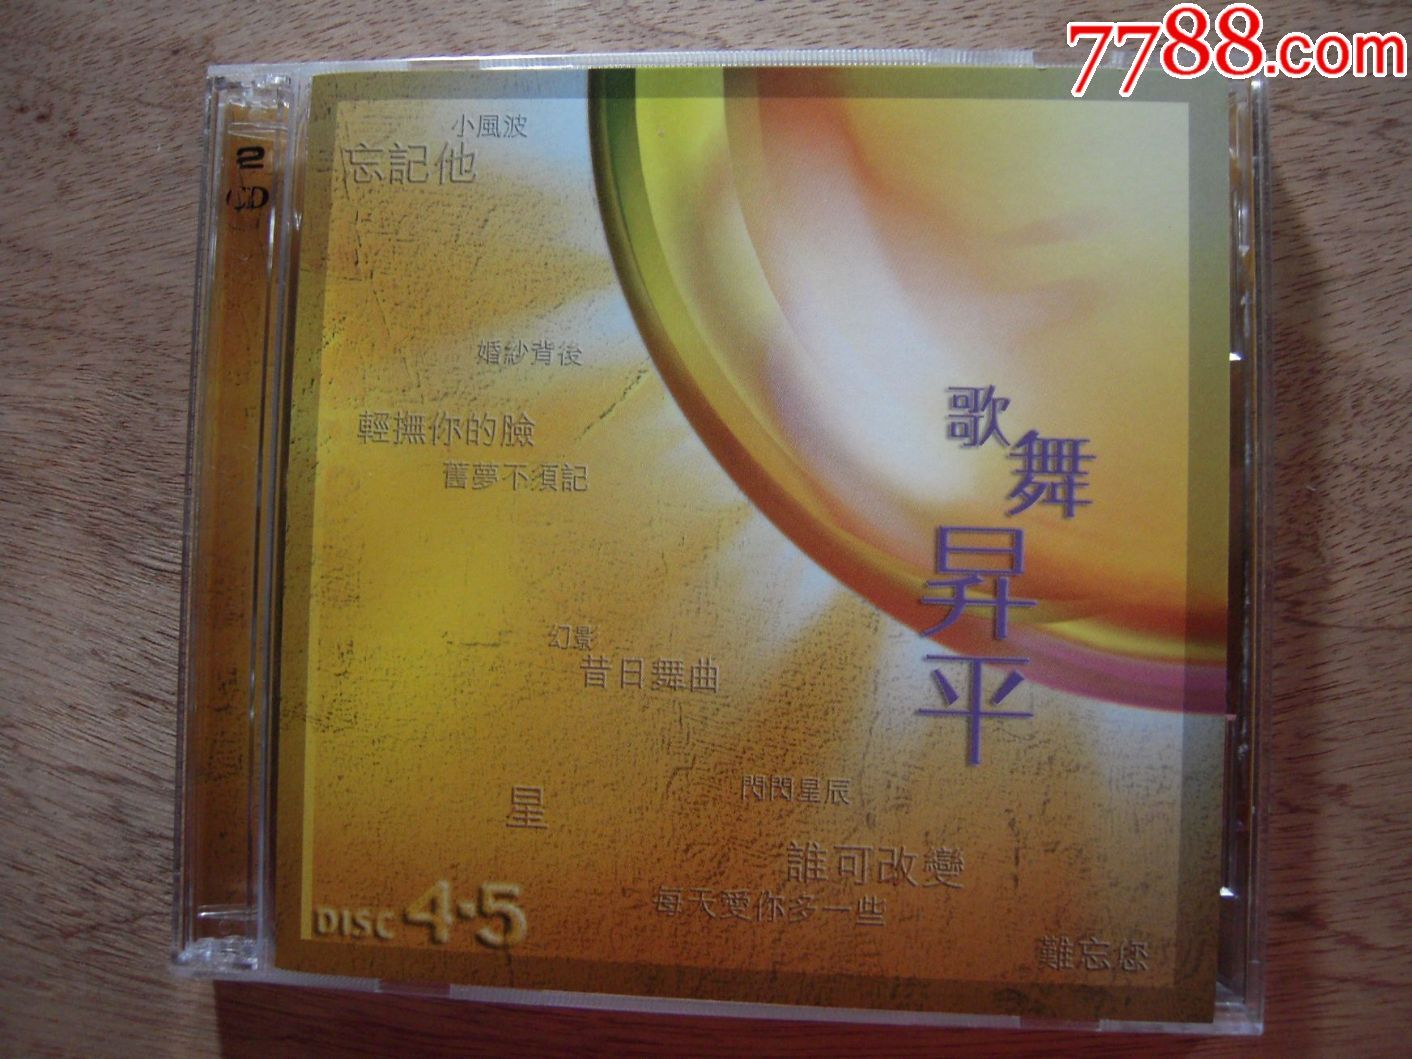 7788.com
2
CD
小風波
忘記他
婚紗背後
輕撫你的臉
舊夢不須記
歌舞昇平
幻影
昔日舞曲
閃閃星辰
星
誰可改變
每天愛你多一些
DISC 4·5
難忘您